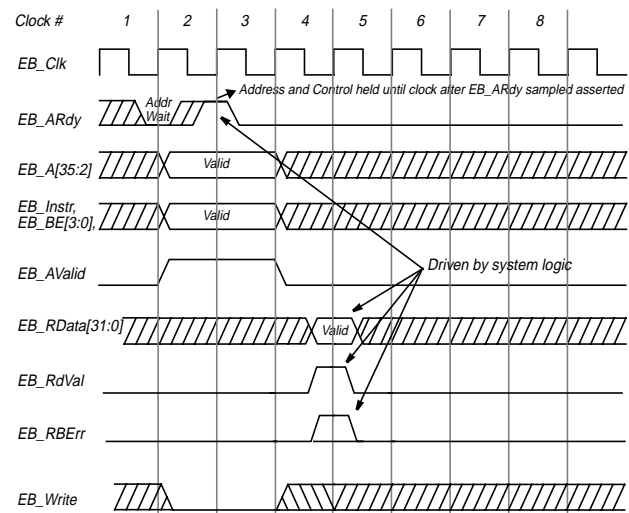 Clock # 1 2 3 4 5 6 7 8
EB_Clk
Address and Control held until clock after EB_ARdy sampled asserted
Addr
Wait
EB_ARdy
EB_A[35:2] Valid
EB_Instr,
EB_BE[3:0], Valid
EB_AValid
Driven by system logic
EB_RData[31:0] Valid
EB_RdVal
EB_RBErr
EB_Write